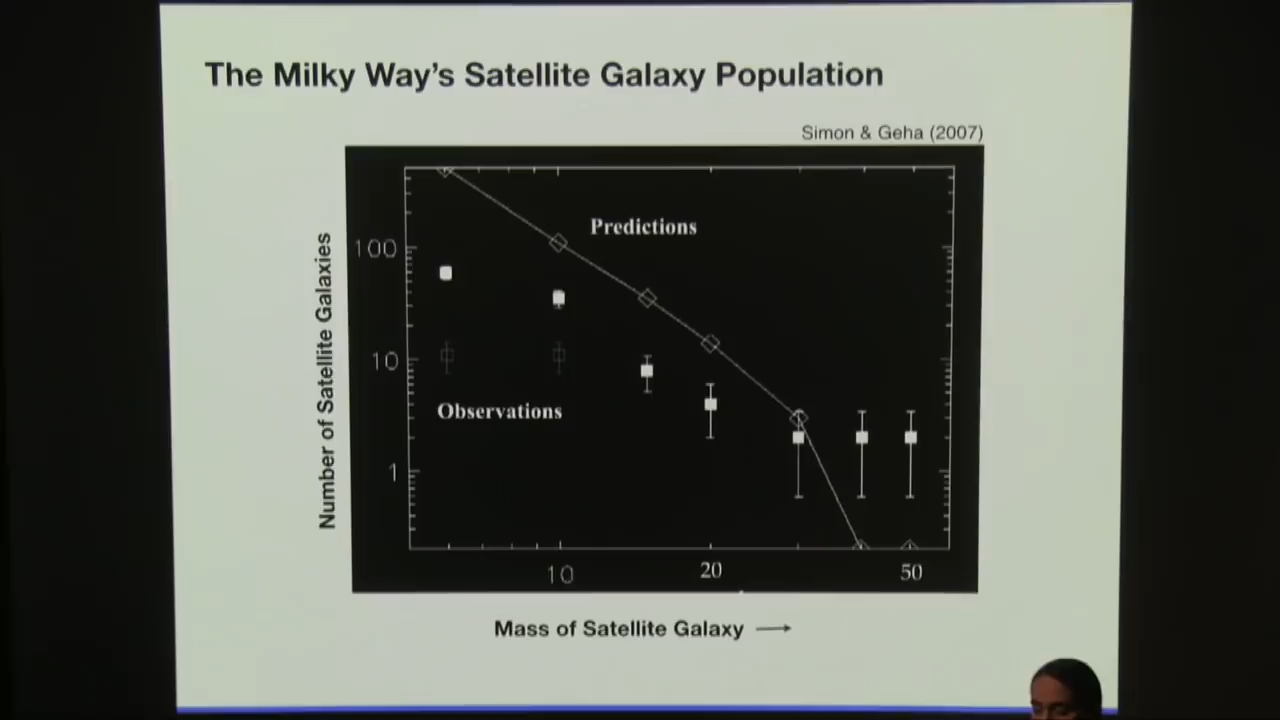 The Milky Way's Satellite Galaxy Population
Simon & Geha (2007)
Number of Satellite Galaxies
100
10
1
Predictions
Observations
10
20
50
Mass of Satellite Galaxy →